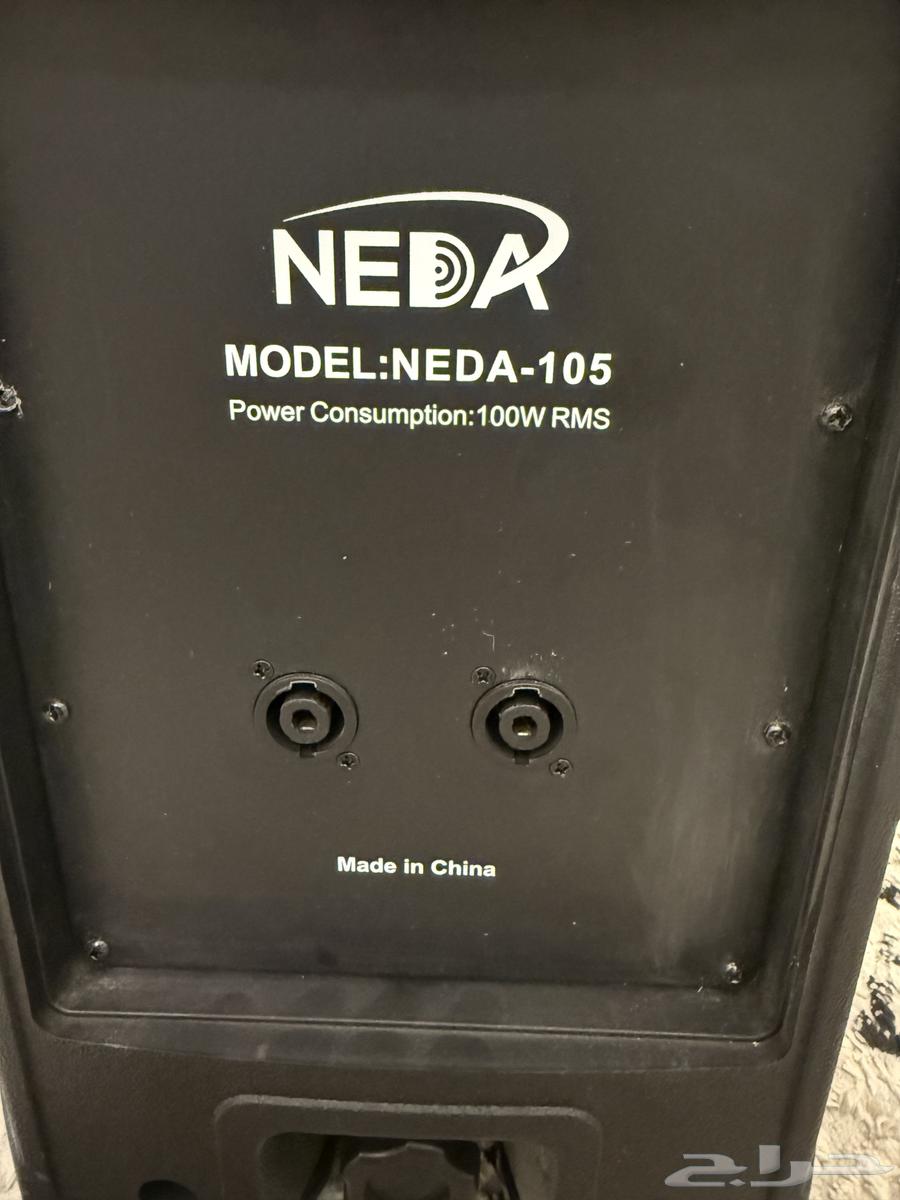 NEDA
MODEL:NEDA-105
Power Consumption:100W RMS
Made in China
حراج